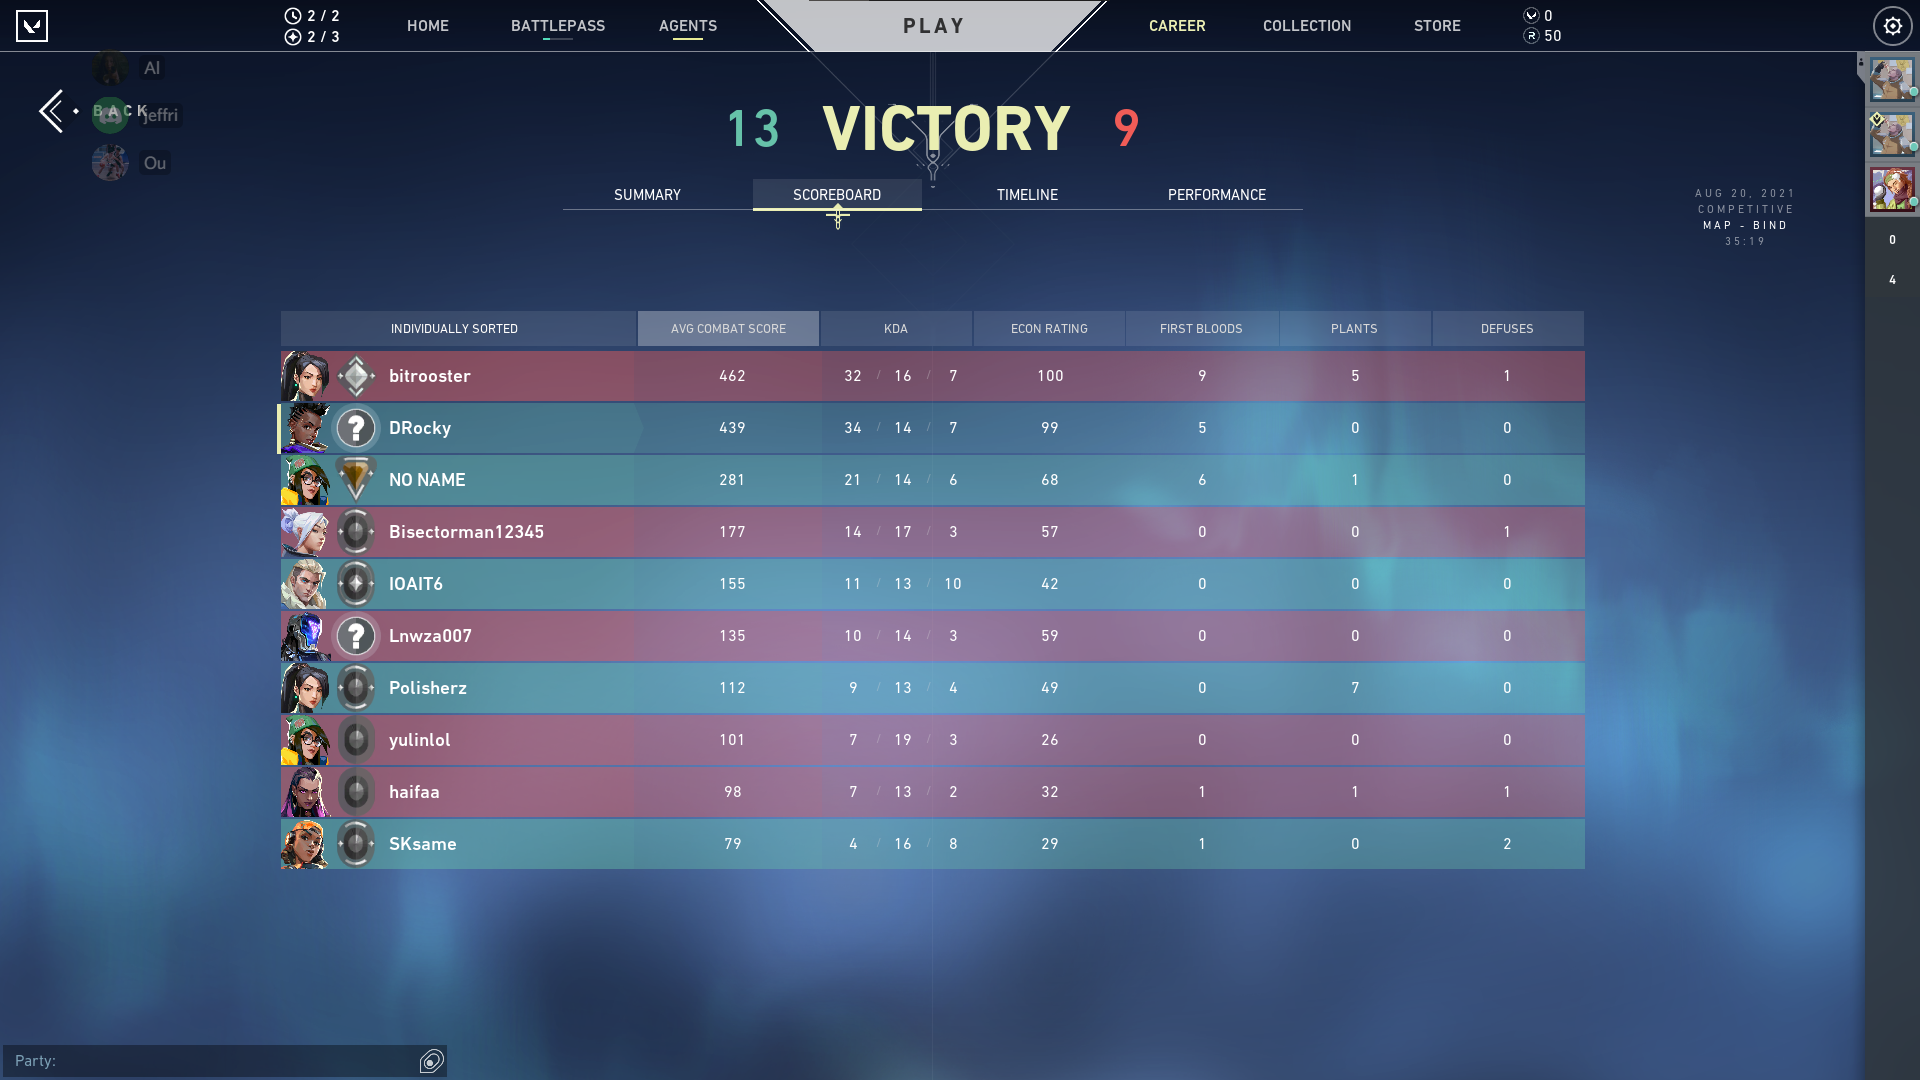 2 / 2
2 / 3
HOME
BATTLEPASS
AGENTS
PLAY
CAREER
COLLECTION
STORE
0
50
Al
BACK
jeffri
Ou
13 VICTORY 9
SUMMARY SCOREBOARD TIMELINE PERFORMANCE
AUG 20, 2021
COMPETITIVE
MAP - BIND
35:19
0
4
INDIVIDUALLY SORTED AVG COMBAT SCORE KDA ECON RATING FIRST BLOODS PLANTS DEFUSES
bitrooster 462 32 / 16 / 7 100 9 5 1
? DRocky 439 34 / 14 / 7 99 5 0 0
NO NAME 281 21 / 14 / 6 68 6 1 0
Bisectorman12345 177 14 / 17 / 3 57 0 0 1
IOAIT6 155 11 / 13 / 10 42 0 0 0
? Lnwza007 135 10 / 14 / 3 59 0 0 0
Polisherz 112 9 / 13 / 4 49 0 7 0
yulinlol 101 7 / 19 / 3 26 0 0 0
haifaa 98 7 / 13 / 2 32 1 1 1
SKsame 79 4 / 16 / 8 29 1 0 2
Party: